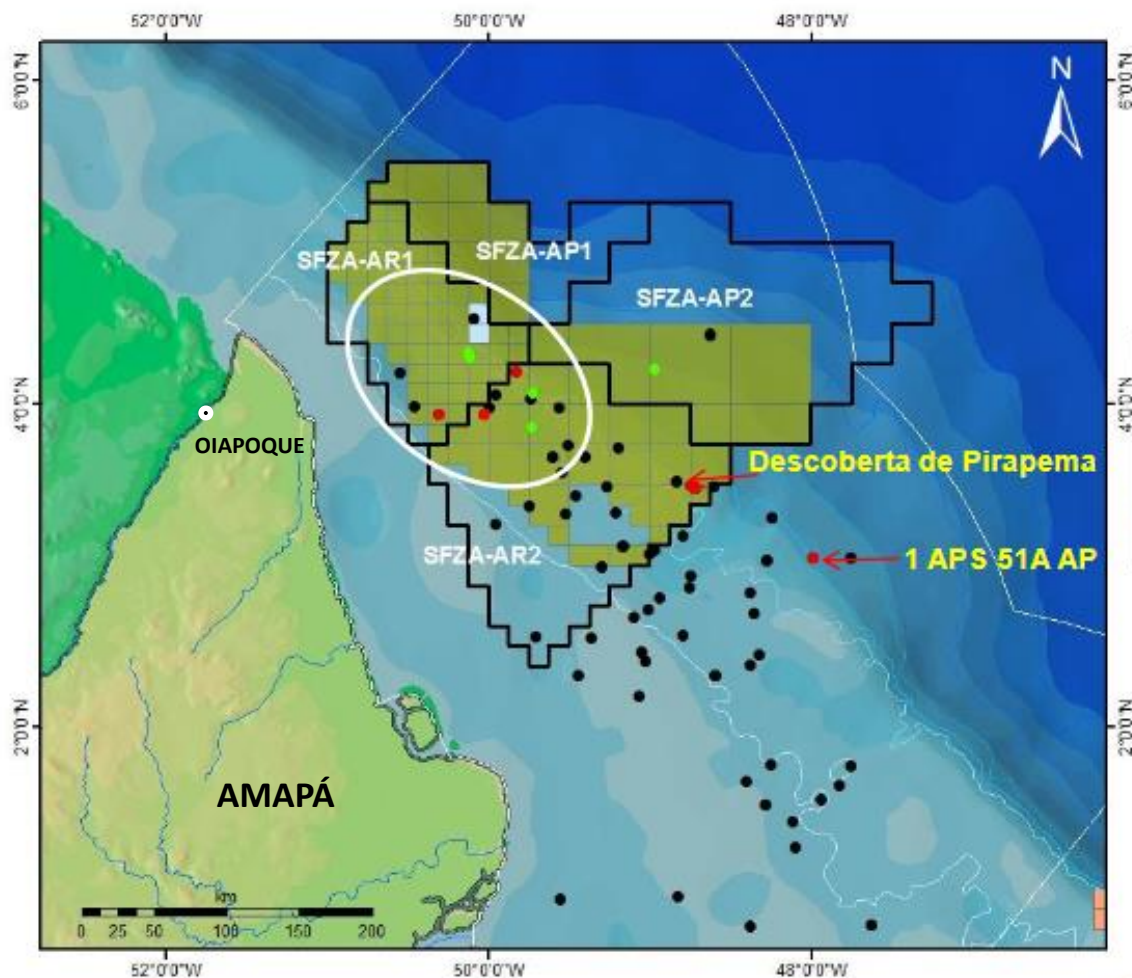 52°0'0"W 50°0'0"W 48°0'0"W
6°0'0"N 6°0'0"N
N
SFZA-AP1
SFZA-AR1
SFZA-AP2
4°0'0"N 4°0'0"N
OIAPOQUE
Descoberta de Pirapema
SFZA-AR2
1 APS 51A AP
2°0'0"N 2°0'0"N
AMAPÁ
km
0 25 50 100 150 200
52°0'0"W 50°0'0"W 48°0'0"W